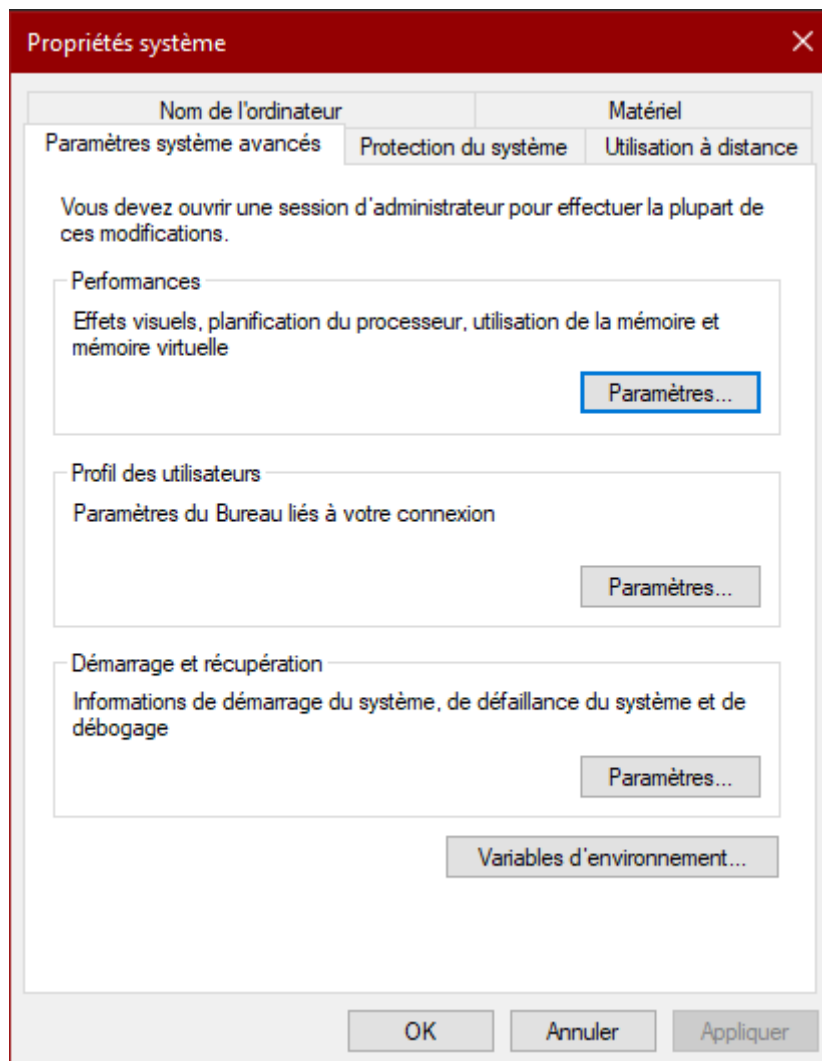 Propriétés système
Nom de l'ordinateur
Matériel
Paramètres système avancés
Protection du système
Utilisation à distance
Vous devez ouvrir une session d'administrateur pour effectuer la plupart de
ces modifications.
Performances
Effets visuels, planification du processeur, utilisation de la mémoire et
mémoire virtuelle
Paramètres...
Profil des utilisateurs
Paramètres du Bureau liés à votre connexion
Paramètres...
Démarrage et récupération
Informations de démarrage du système, de défaillance du système et de
débogage
Paramètres...
Variables d'environnement...
OK
Annuler
Appliquer